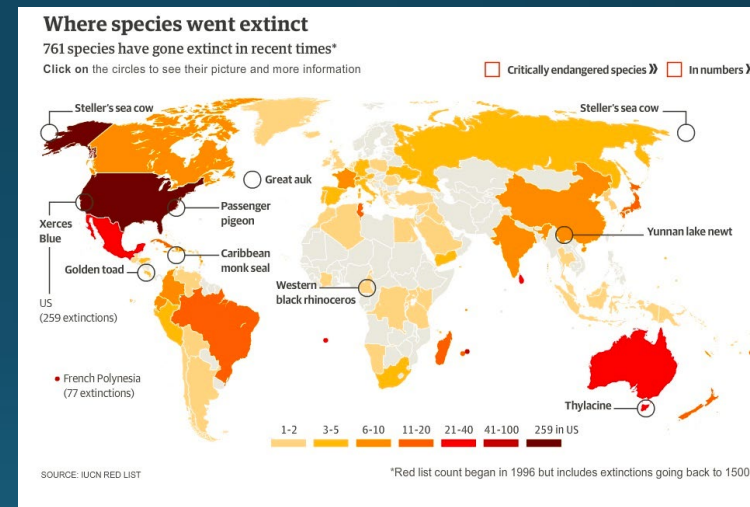 Where species went extinct
761 species have gone extinct in recent times*
Click on the circles to see their picture and more information
Critically endangered species »
In numbers »
Steller's sea cow
Steller's sea cow
Great auk
Passenger
pigeon
Xerces
Blue
Yunnan lake newt
Caribbean
monk seal
Golden toad
Western
black rhinoceros
US
(259 extinctions)
French Polynesia
(77 extinctions)
Thylacine
1-2 3-5 6-10 11-20 21-40 41-100 259 in US
SOURCE: IUCN RED LIST
*Red list count began in 1996 but includes extinctions going back to 1500